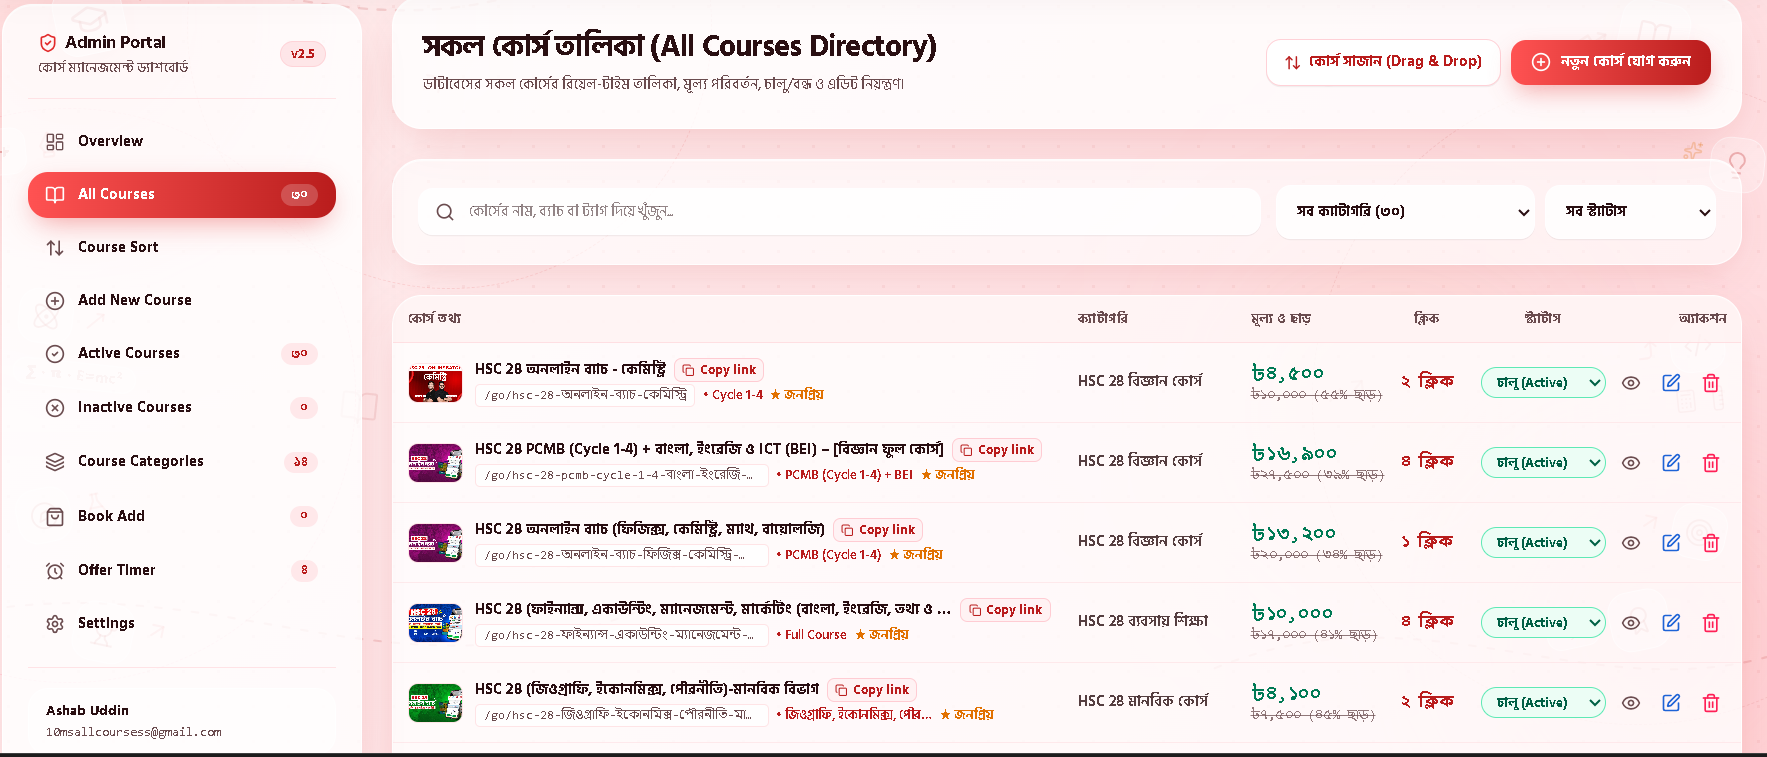 Admin Portal
কোর্স ম্যানেজমেন্ট ড্যাশবোর্ড
v2.5
Overview
All Courses ৩০
Course Sort
Add New Course
Active Courses ৩০
Inactive Courses ০
Course Categories ১৪
Book Add ০
Offer Timer ৪
Settings
Ashab Uddin
10msallcoursess@gmail.com
সকল কোর্স তালিকা (All Courses Directory)
ডাটাবেসের সকল কোর্সের রিয়েল-টাইম তালিকা, মূল্য পরিবর্তন, চালু/বন্ধ ও এডিট নিয়ন্ত্রণ।
কোর্স সাজান (Drag & Drop)
নতুন কোর্স যোগ করুন
কোর্সের নাম, ব্যাচ বা ট্যাগ দিয়ে খুঁজুন...
সব ক্যাটাগরি (৩০)
সব স্ট্যাটাস
কোর্স তথ্য ক্যাটাগরি মূল্য ও ছাড় ক্লিক স্ট্যাটাস অ্যাকশন
HSC 28 অনলাইন ব্যাচ - কেমিস্ট্রি Copy link
/go/hsc-28-অনলাইন-ব্যাচ-কেমিস্ট্রি • Cycle 1-4 ★ জনপ্রিয়
HSC 28 বিজ্ঞান কোর্স
৳৪,৫০০
৳১০,০০০ (৫৫% ছাড়)
২ ক্লিক
চালু (Active)
HSC 28 PCMB (Cycle 1-4) + বাংলা, ইংরেজি ও ICT (BEI) – [বিজ্ঞান ফুল কোর্স] Copy link
/go/hsc-28-pcmb-cycle-1-4-বাংলা-ইংরেজি-… • PCMB (Cycle 1-4) + BEI ★ জনপ্রিয়
HSC 28 বিজ্ঞান কোর্স
৳১৬,৯০০
৳২৭,৫০০ (৩৯% ছাড়)
৪ ক্লিক
চালু (Active)
HSC 28 অনলাইন ব্যাচ (ফিজিক্স, কেমিস্ট্রি, ম্যাথ, বায়োলজি) Copy link
/go/hsc-28-অনলাইন-ব্যাচ-ফিজিক্স-কেমিস্ট্রি-… • PCMB (Cycle 1-4) ★ জনপ্রিয়
HSC 28 বিজ্ঞান কোর্স
৳১৩,২০০
৳২০,০০০ (৩৪% ছাড়)
১ ক্লিক
চালু (Active)
HSC 28 (ফাইন্যান্স, একাউন্টিং, ম্যানেজমেন্ট, মার্কেটিং (বাংলা, ইংরেজি, তথ্য ও ... Copy link
/go/hsc-28-ফাইন্যান্স-একাউন্টিং-ম্যানেজমেন্ট-… • Full Course ★ জনপ্রিয়
HSC 28 ব্যবসায় শিক্ষা
৳১০,০০০
৳১৭,০০০ (৪১% ছাড়)
৪ ক্লিক
চালু (Active)
HSC 28 (জিওগ্রাফি, ইকোনমিক্স, পৌরনীতি)-মানবিক বিভাগ Copy link
/go/hsc-28-জিওগ্রাফি-ইকোনমিক্স-পৌরনীতি-মা… • জিওগ্রাফি, ইকোনমিক্স, পৌর... ★ জনপ্রিয়
HSC 28 মানবিক কোর্স
৳৪,১০০
৳৭,৫০০ (৪৫% ছাড়)
২ ক্লিক
চালু (Active)